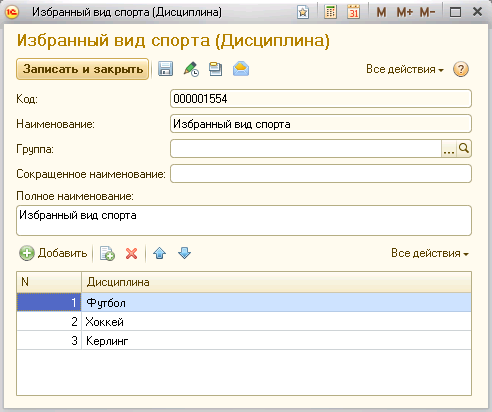 Избранный вид спорта (Дисциплина)
M M+ M-
Избранный вид спорта (Дисциплина)
Записать и закрыть Все действия
Код: 000001554
Наименование: Избранный вид спорта
Группа: ...
Сокращенное наименование:
Полное наименование:
Избранный вид спорта
Добавить Все действия
N Дисциплина
1 Футбол
2 Хоккей
3 Керлинг